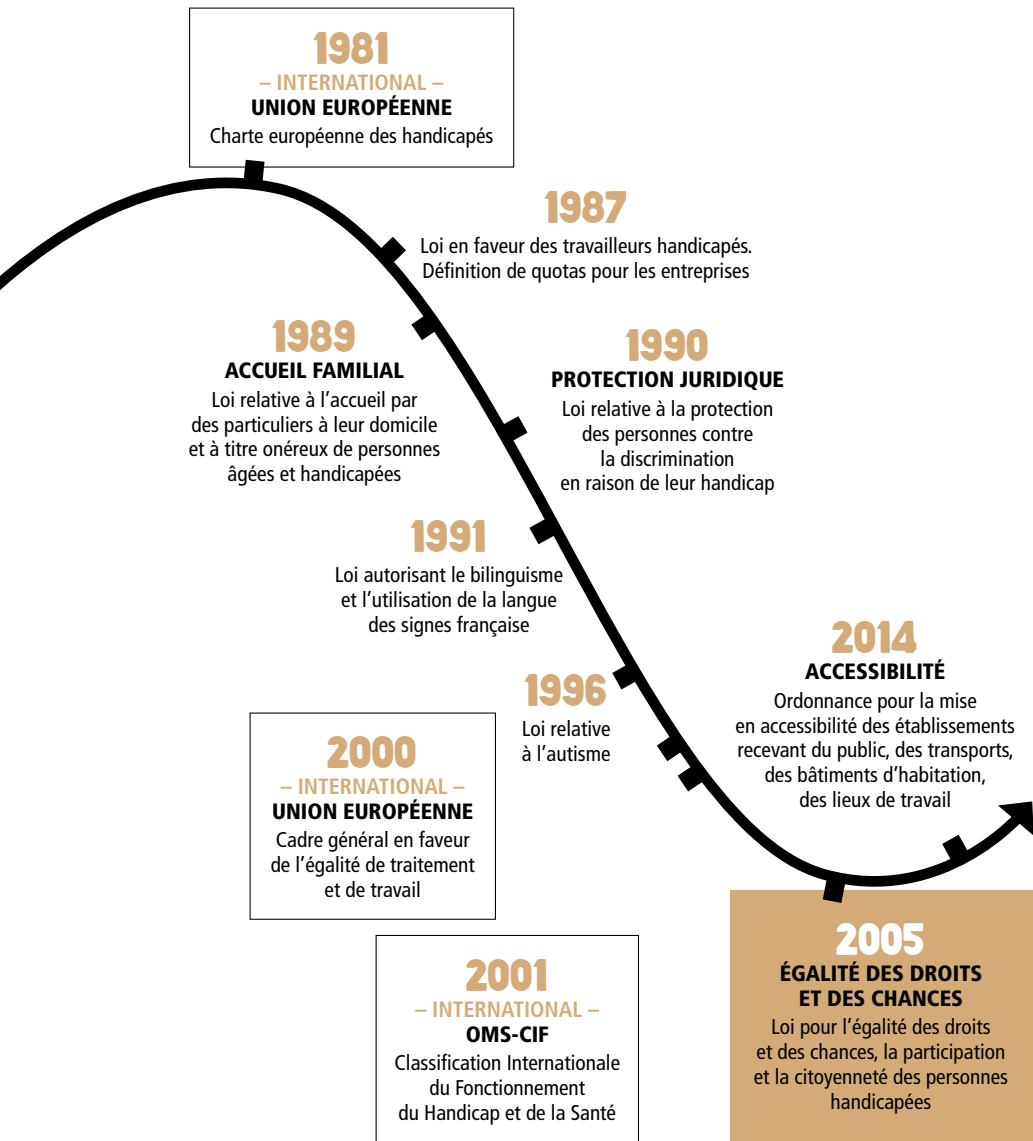 1981
– INTERNATIONAL –
UNION EUROPÉENNE
Charte européenne des handicapés
1987
Loi en faveur des travailleurs handicapés.
Définition de quotas pour les entreprises
1989
ACCUEIL FAMILIAL
Loi relative à l’accueil par
des particuliers à leur domicile
et à titre onéreux de personnes
âgées et handicapées
1990
PROTECTION JURIDIQUE
Loi relative à la protection
des personnes contre
la discrimination
en raison de leur handicap
1991
Loi autorisant le bilinguisme
et l’utilisation de la langue
des signes française
1996
Loi relative
à l’autisme
2000
– INTERNATIONAL –
UNION EUROPÉENNE
Cadre général en faveur
de l’égalité de traitement
et de travail
2001
– INTERNATIONAL –
OMS-CIF
Classification Internationale
du Fonctionnement
du Handicap et de la Santé
2005
ÉGALITÉ DES DROITS
ET DES CHANCES
Loi pour l’égalité des droits
et des chances, la participation
et la citoyenneté des personnes
handicapées
2014
ACCESSIBILITÉ
Ordonnance pour la mise
en accessibilité des établissements
recevant du public, des transports,
des bâtiments d’habitation,
des lieux de travail